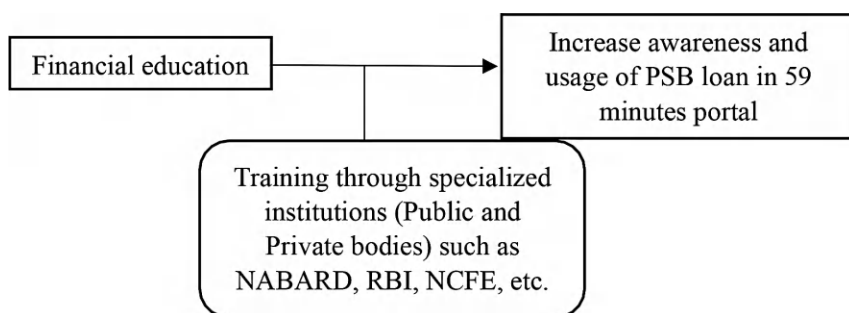 Financial education
Increase awareness and
usage of PSB loan in 59
minutes portal
Training through specialized
institutions (Public and
Private bodies) such as
NABARD, RBI, NCFE, etc.